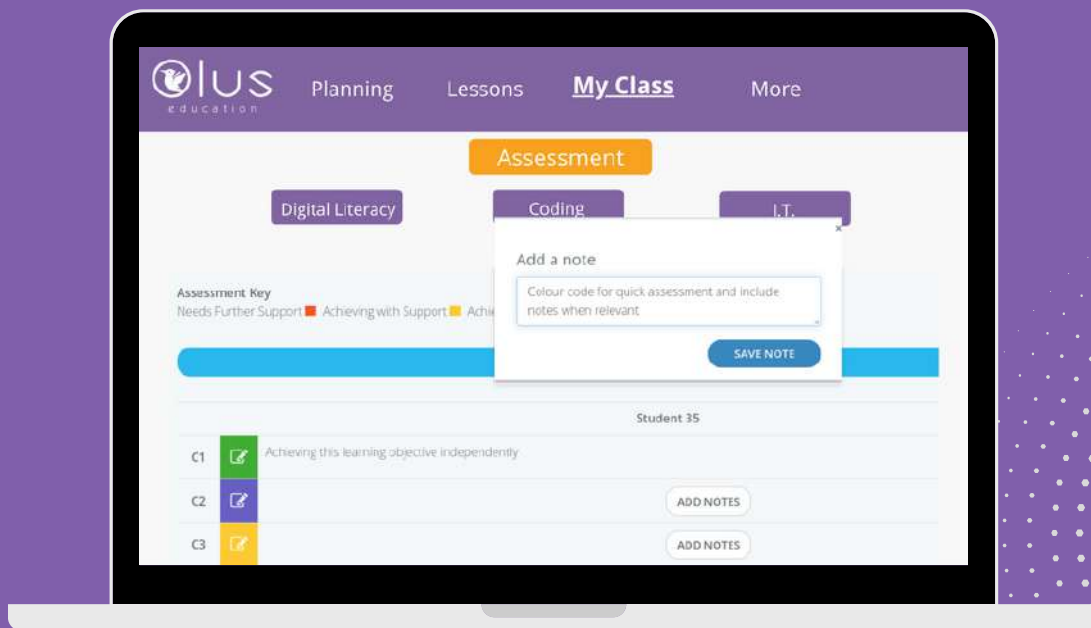 Olus
education
Planning Lessons My Class More
Assessment
Digital Literacy Coding I.T.
Add a note
Colour code for quick assessment and include
notes when relevant
SAVE NOTE
Assessment Key
Needs Further Support Achieving with Support
Student 35
C1 Achieving this learning objective independently
C2 ADD NOTES
C3 ADD NOTES